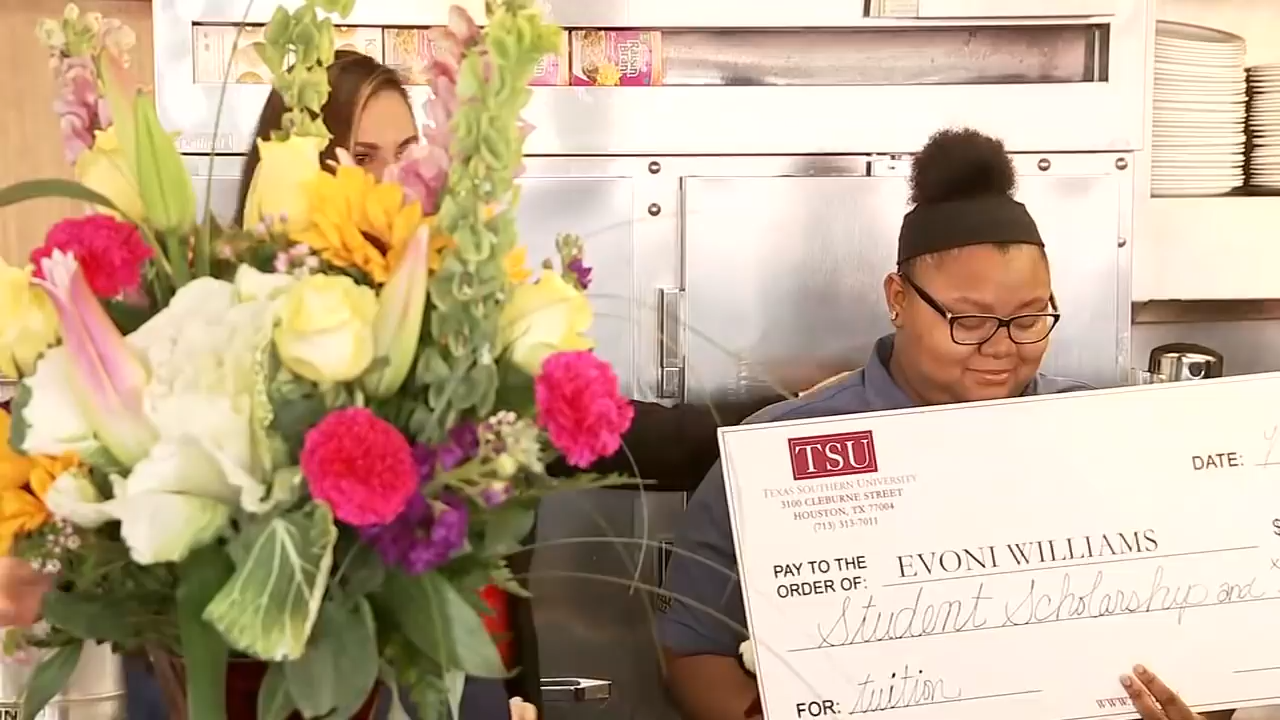 Raisin Bran
TSU
TEXAS SOUTHERN UNIVERSITY
3100 CLEBURNE STREET
HOUSTON, TX 77004
(713) 313-7011
DATE:
PAY TO THE
ORDER OF:
EVONI WILLIAMS
$
Student Scholarship and
FOR: tuition